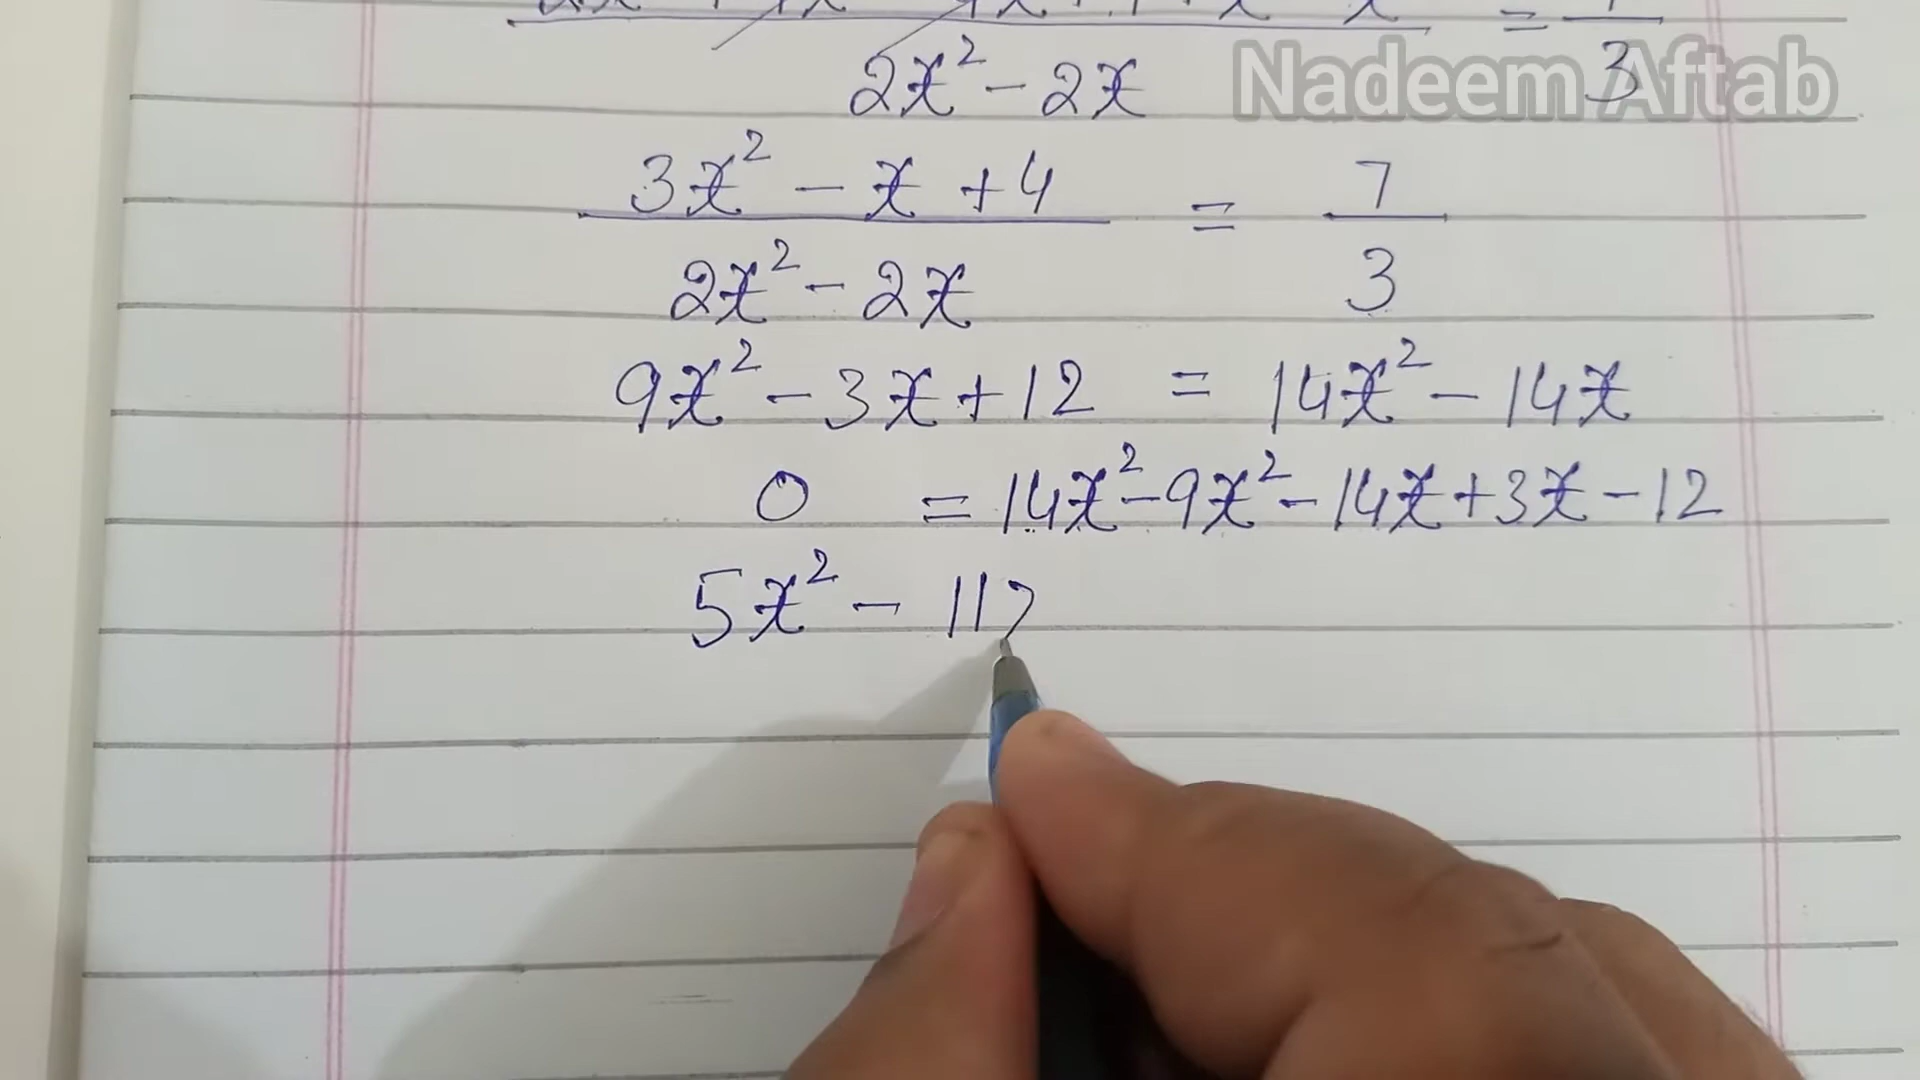 = 
2x² - 2x 3
Nadeem Aftab
3x² - x + 4 = 7
2x² - 2x 3
9x² - 3x + 12 = 14x² - 14x
0 = 14x² - 9x² - 14x + 3x - 12
5x² - 11